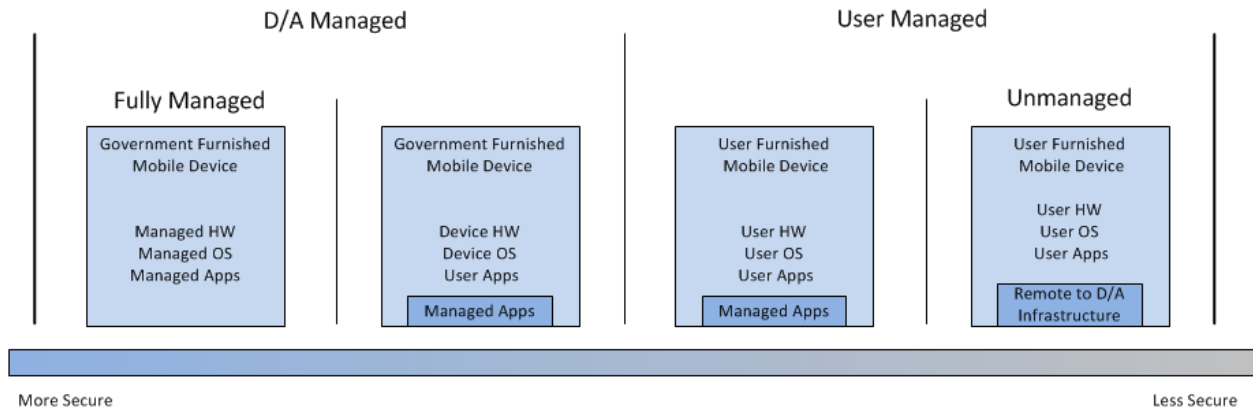 D/A Managed
User Managed
Fully Managed
Unmanaged
Government Furnished
Mobile Device
Managed HW
Managed OS
Managed Apps
Government Furnished
Mobile Device
Device HW
Device OS
User Apps
Managed Apps
User Furnished
Mobile Device
User HW
User OS
User Apps
Managed Apps
User Furnished
Mobile Device
User HW
User OS
User Apps
Remote to D/A
Infrastructure
More Secure
Less Secure